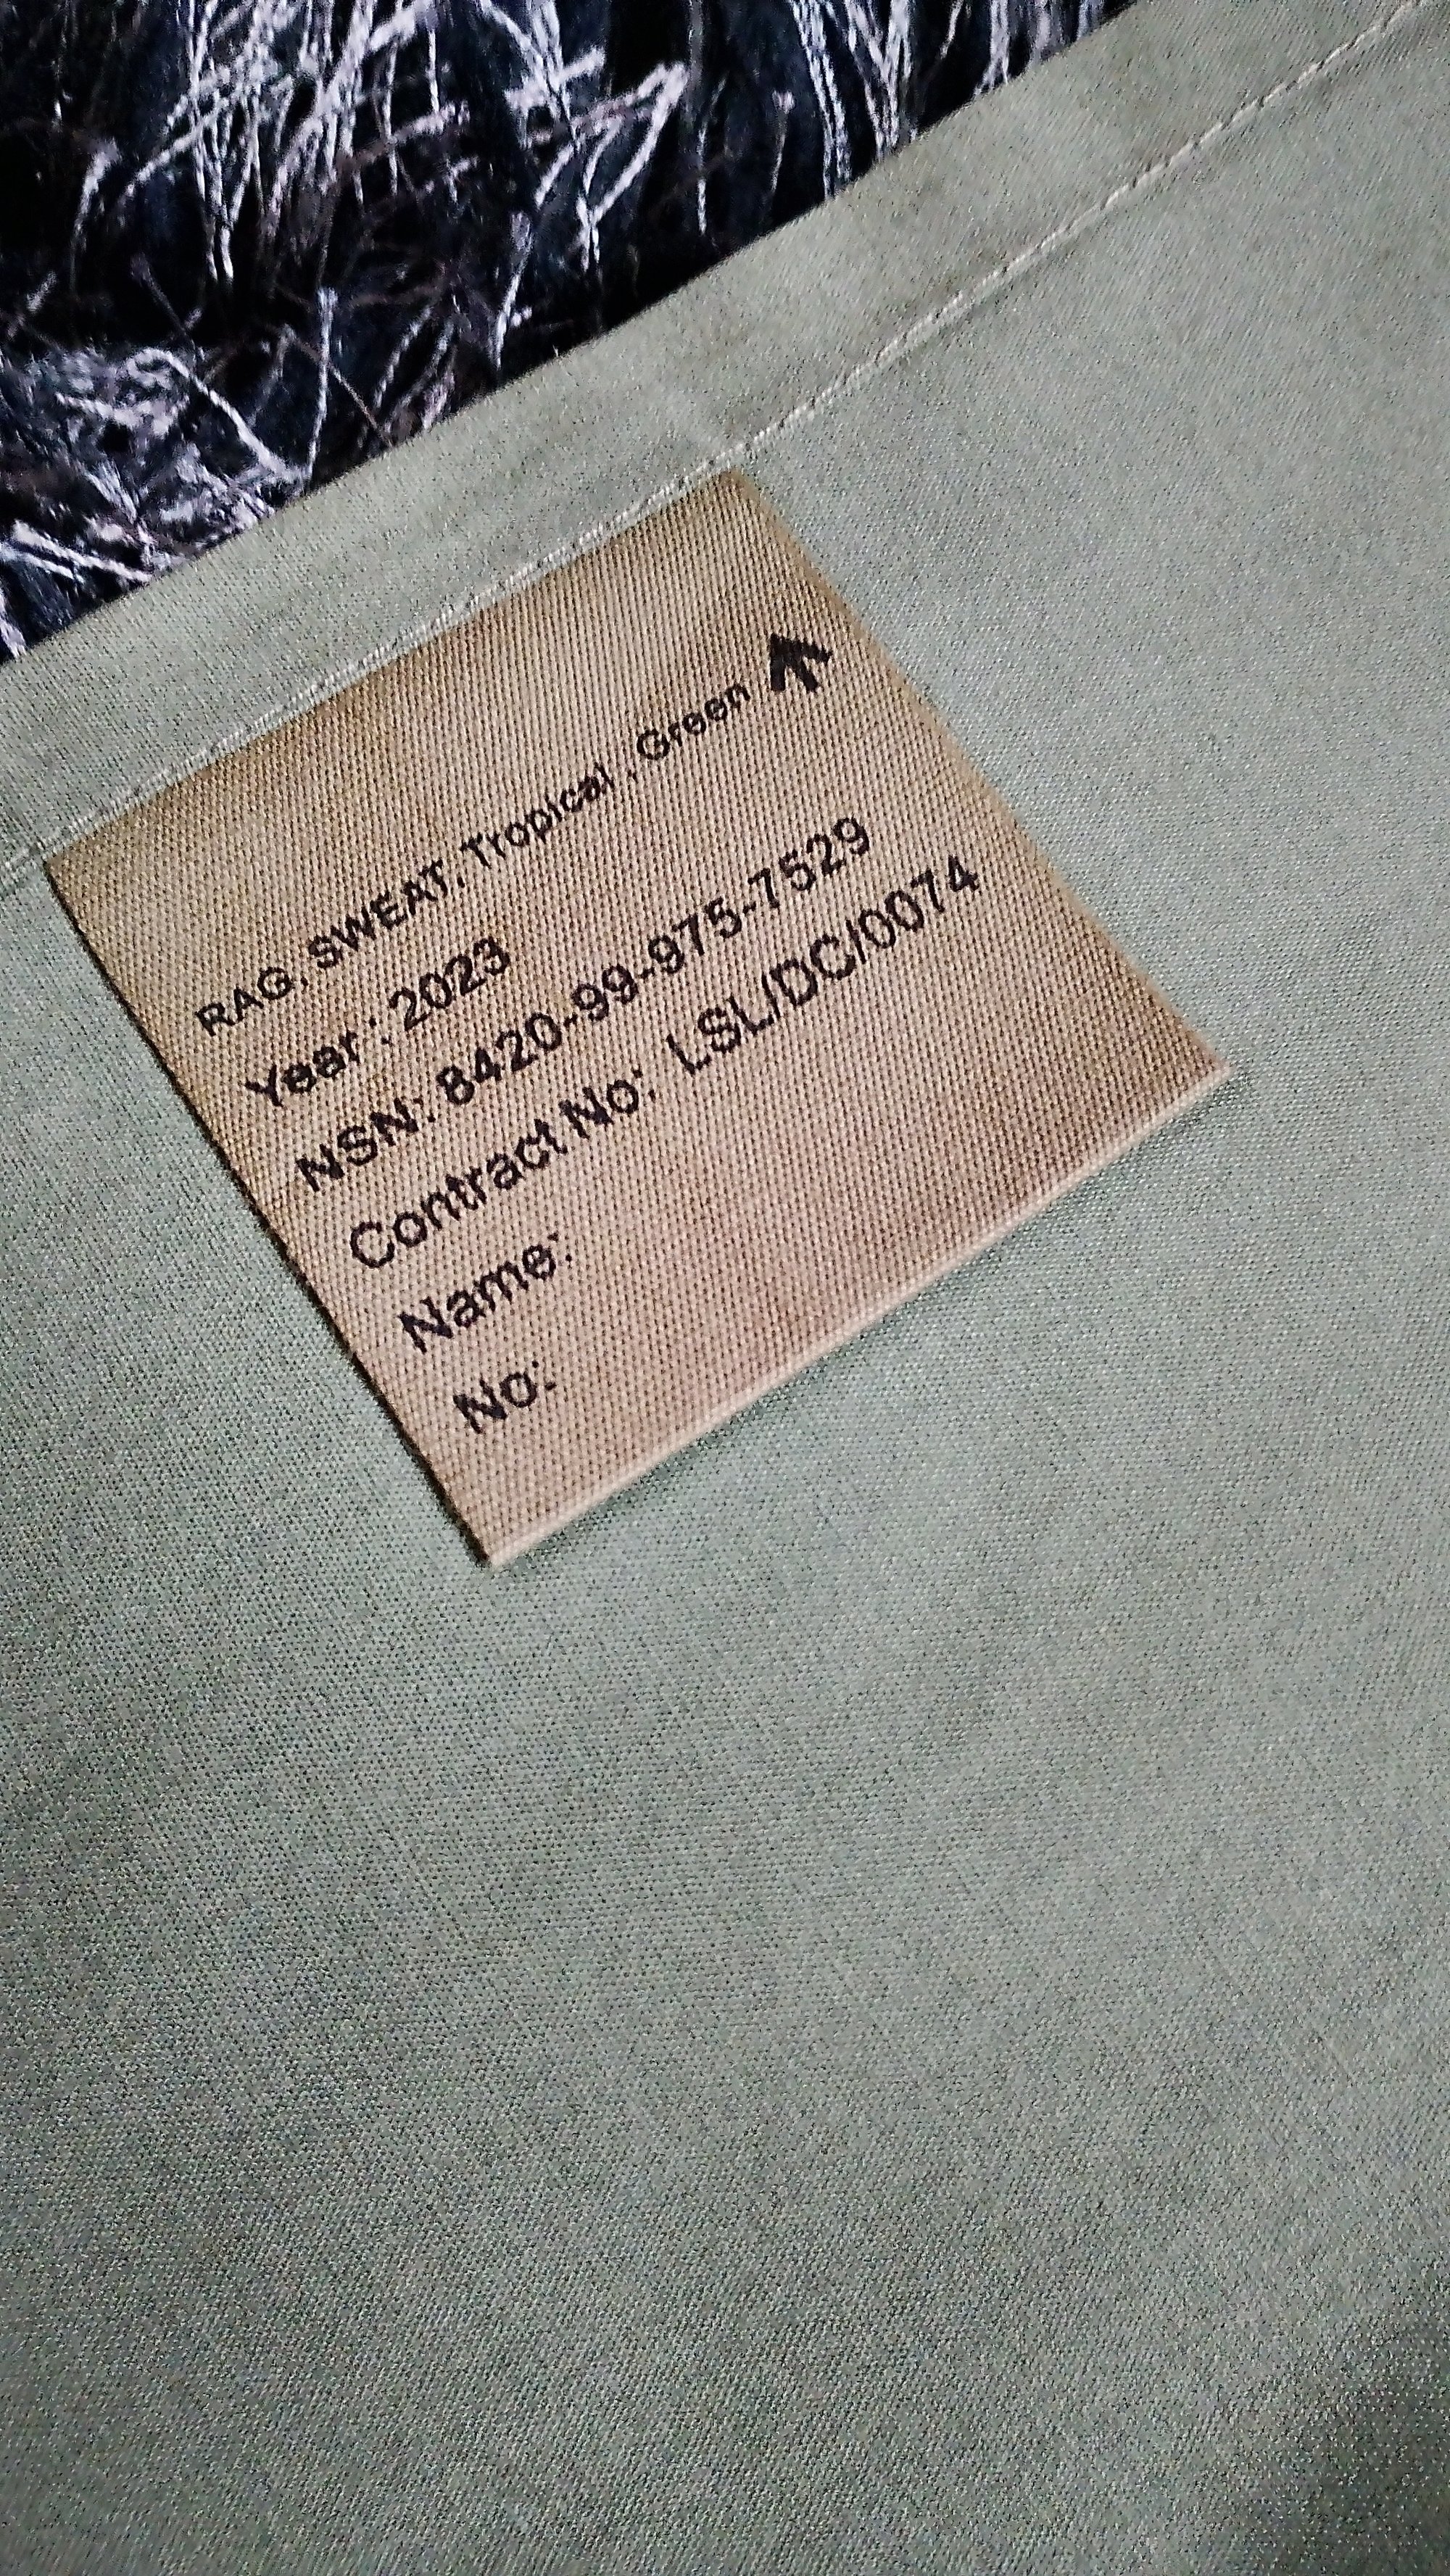 RAG, SWEAT, Tropical , Green
Year : 2023
NSN: 8420-99-975-7529
Contract No: LSL/DC/0074
Name:
No: